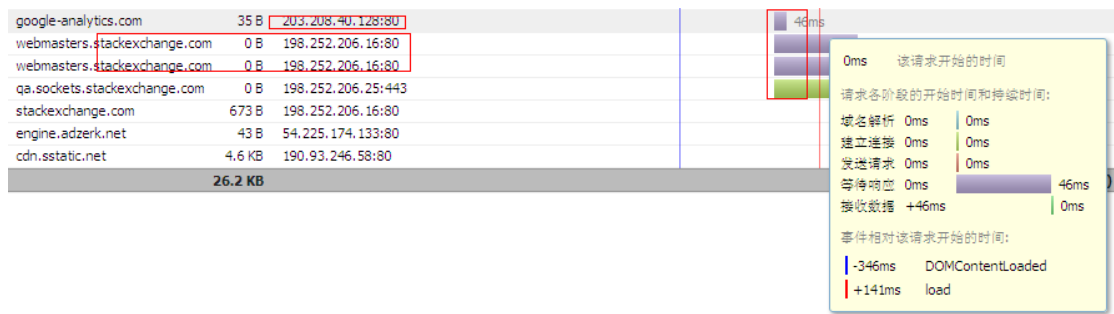 google-analytics.com 35 B 203.208.40.128:80 46ms
webmasters.stackexchange.com 0 B 198.252.206.16:80
webmasters.stackexchange.com 0 B 198.252.206.16:80
qa.sockets.stackexchange.com 0 B 198.252.206.25:443
stackexchange.com 673 B 198.252.206.16:80
engine.adzerk.net 43 B 54.225.174.133:80
cdn.sstatic.net 4.6 KB 190.93.246.58:80
26.2 KB )
0ms 该请求开始的时间
请求各阶段的开始时间和持续时间:
域名解析 0ms 0ms
建立连接 0ms 0ms
发送请求 0ms 0ms
等待响应 0ms 46ms
接收数据 +46ms 0ms
事件相对该请求开始的时间:
-346ms DOMContentLoaded
+141ms load